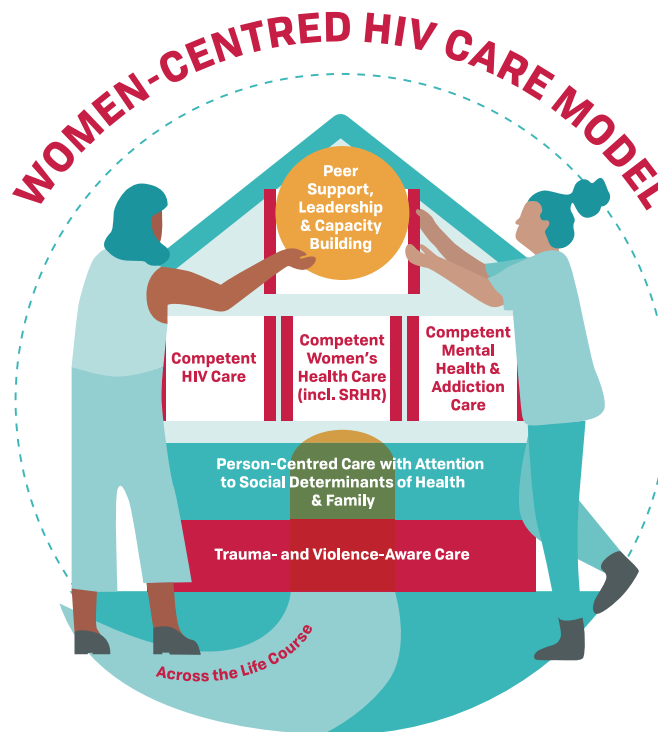 WOMEN-CENTRED HIV CARE MODEL
Peer
Support,
Leadership
& Capacity
Building
Competent
HIV Care
Competent
Women's
Health Care
(incl. SRHR)
Competent
Mental
Health &
Addiction
Care
Person-Centred Care with Attention
to Social Determinants of Health
& Family
Trauma- and Violence-Aware Care
Across the Life Course